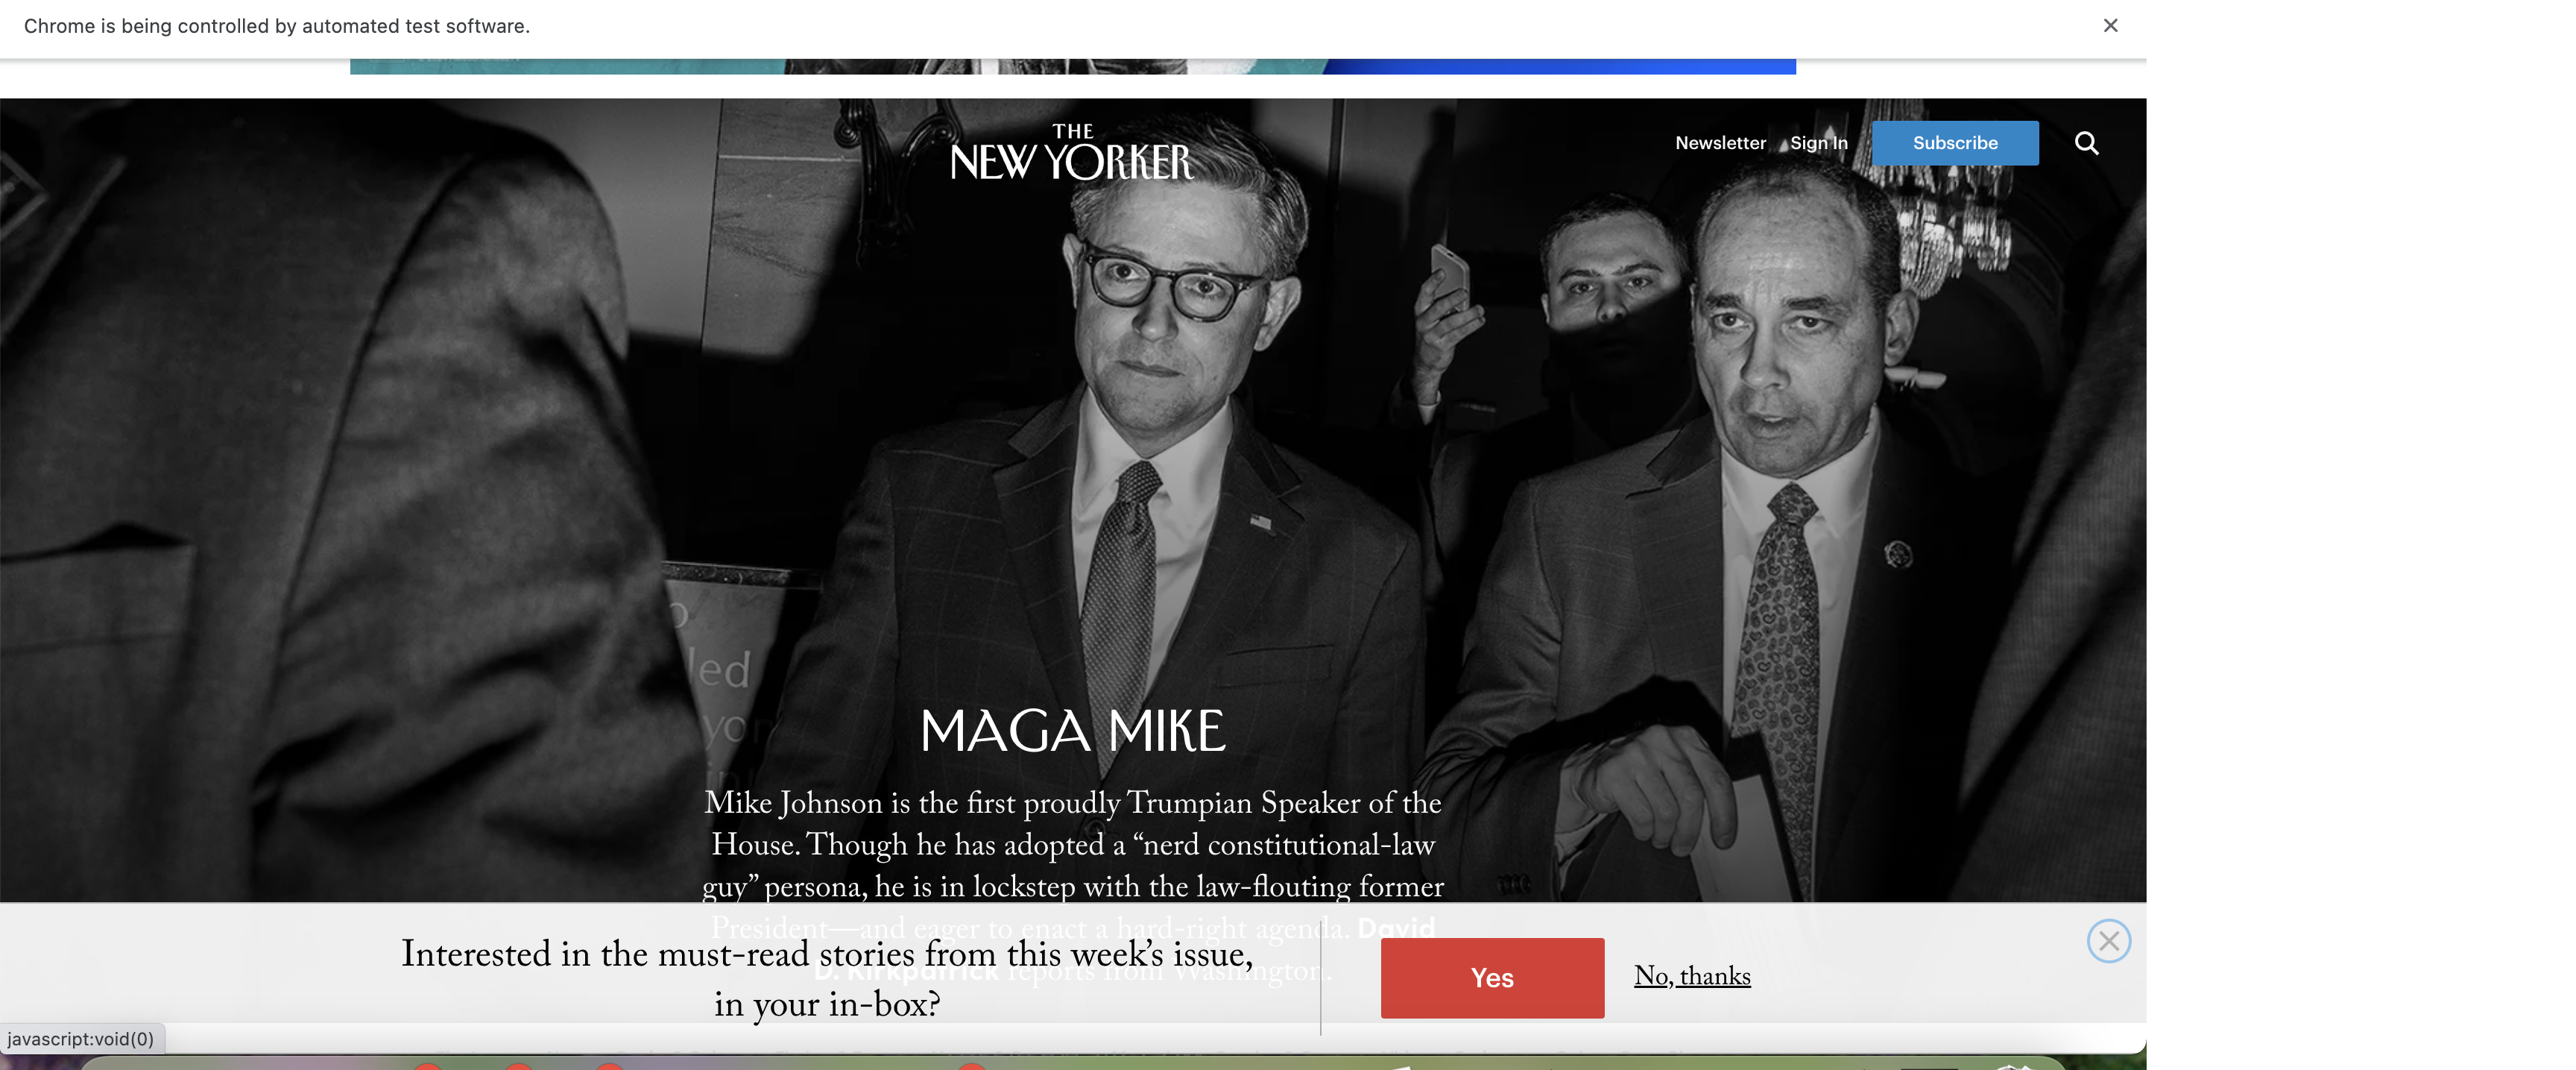 Chrome is being controlled by automated test software.
THE
NEW YORKER
Newsletter Sign In Subscribe
led
MAGA MIKE
Mike Johnson is the first proudly Trumpian Speaker of the
House. Though he has adopted a “nerd constitutional-law
guy” persona, he is in lockstep with the law-flouting former
President—and eager to enact a hard-right agenda. David
D. Kirkpatrick reports from Washington.
Interested in the must-read stories from this week’s issue,
in your in-box?
Yes
No, thanks
javascript:void(0)